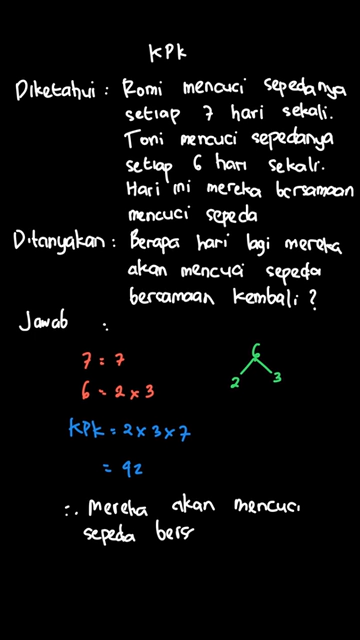 KPK
Diketahui : Romi mencuci sepedanya
setiap 7 hari sekali.
Toni mencuci sepedanya
setiap 6 hari sekali.
Hari ini mereka bersamaan
mencuci sepeda
Ditanyakan : Berapa hari lagi mereka
akan mencuci sepeda
bersamaan kembali ?
Jawab :
7 = 7
6 = 2 x 3
6
2 3
KPK = 2 x 3 x 7
= 42
∴ Mereka akan mencuci
sepeda bers